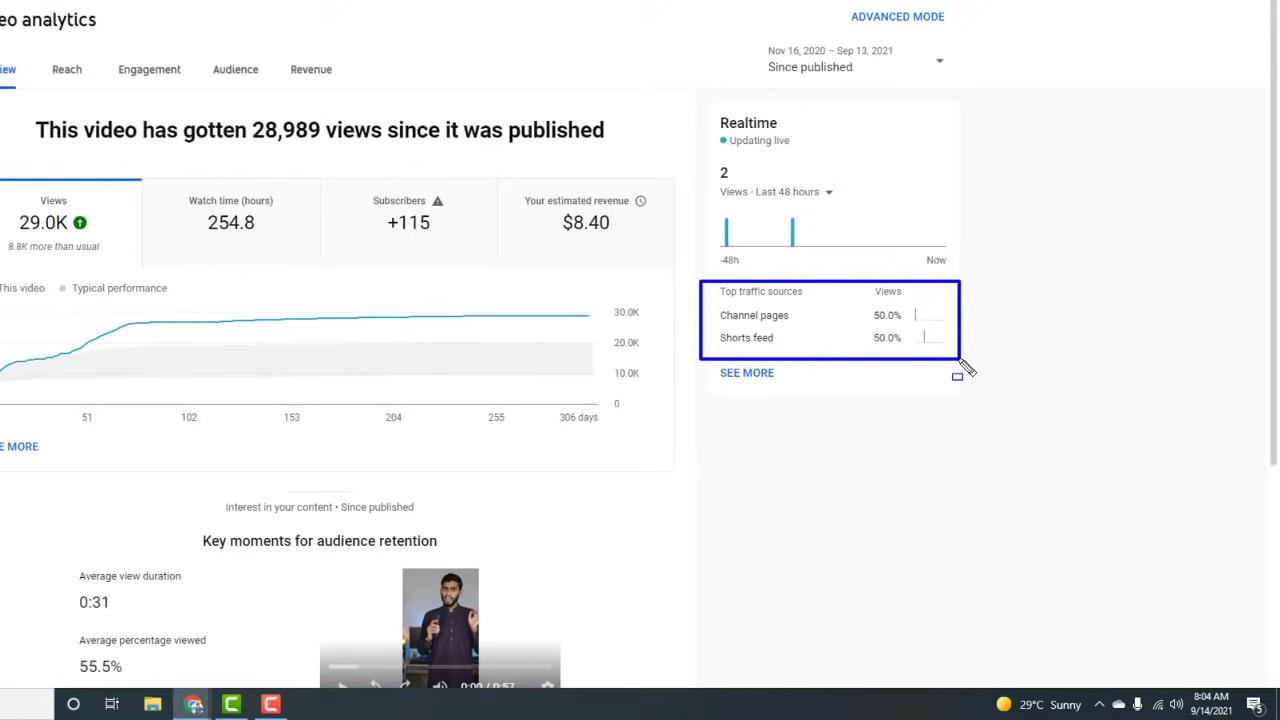 eo analytics
ADVANCED MODE
Nov 16, 2020 – Sep 13, 2021
Since published
iew
Reach
Engagement
Audience
Revenue
This video has gotten 28,989 views since it was published
Views
29.0K
8.8K more than usual
Watch time (hours)
254.8
Subscribers
+115
Your estimated revenue
$8.40
This video
Typical performance
30.0K
20.0K
10.0K
0
51
102
153
204
255
306 days
E MORE
Realtime
Updating live
2
Views · Last 48 hours
-48h
Now
Top traffic sources
Views
Channel pages
50.0%
Shorts feed
50.0%
SEE MORE
Interest in your content • Since published
Key moments for audience retention
Average view duration
0:31
Average percentage viewed
55.5%
0:00 / 0:57
29°C Sunny
8:04 AM
9/14/2021
5